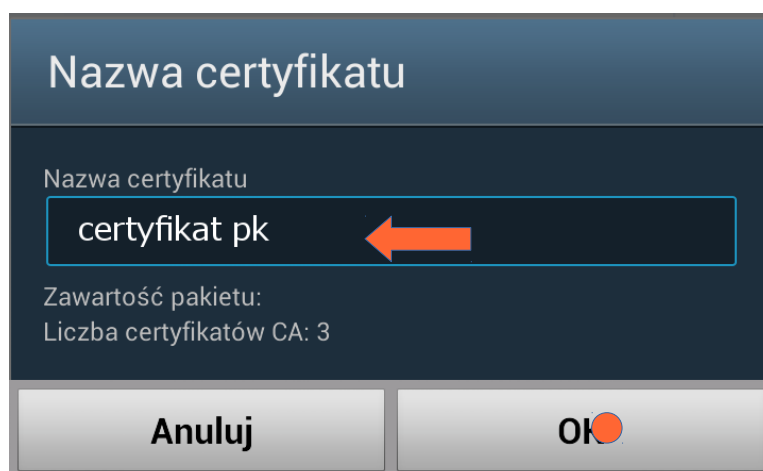 Nazwa certyfikatu
Nazwa certyfikatu
certyfikat pk
Zawartość pakietu:
Liczba certyfikatów CA: 3
Anuluj
OK